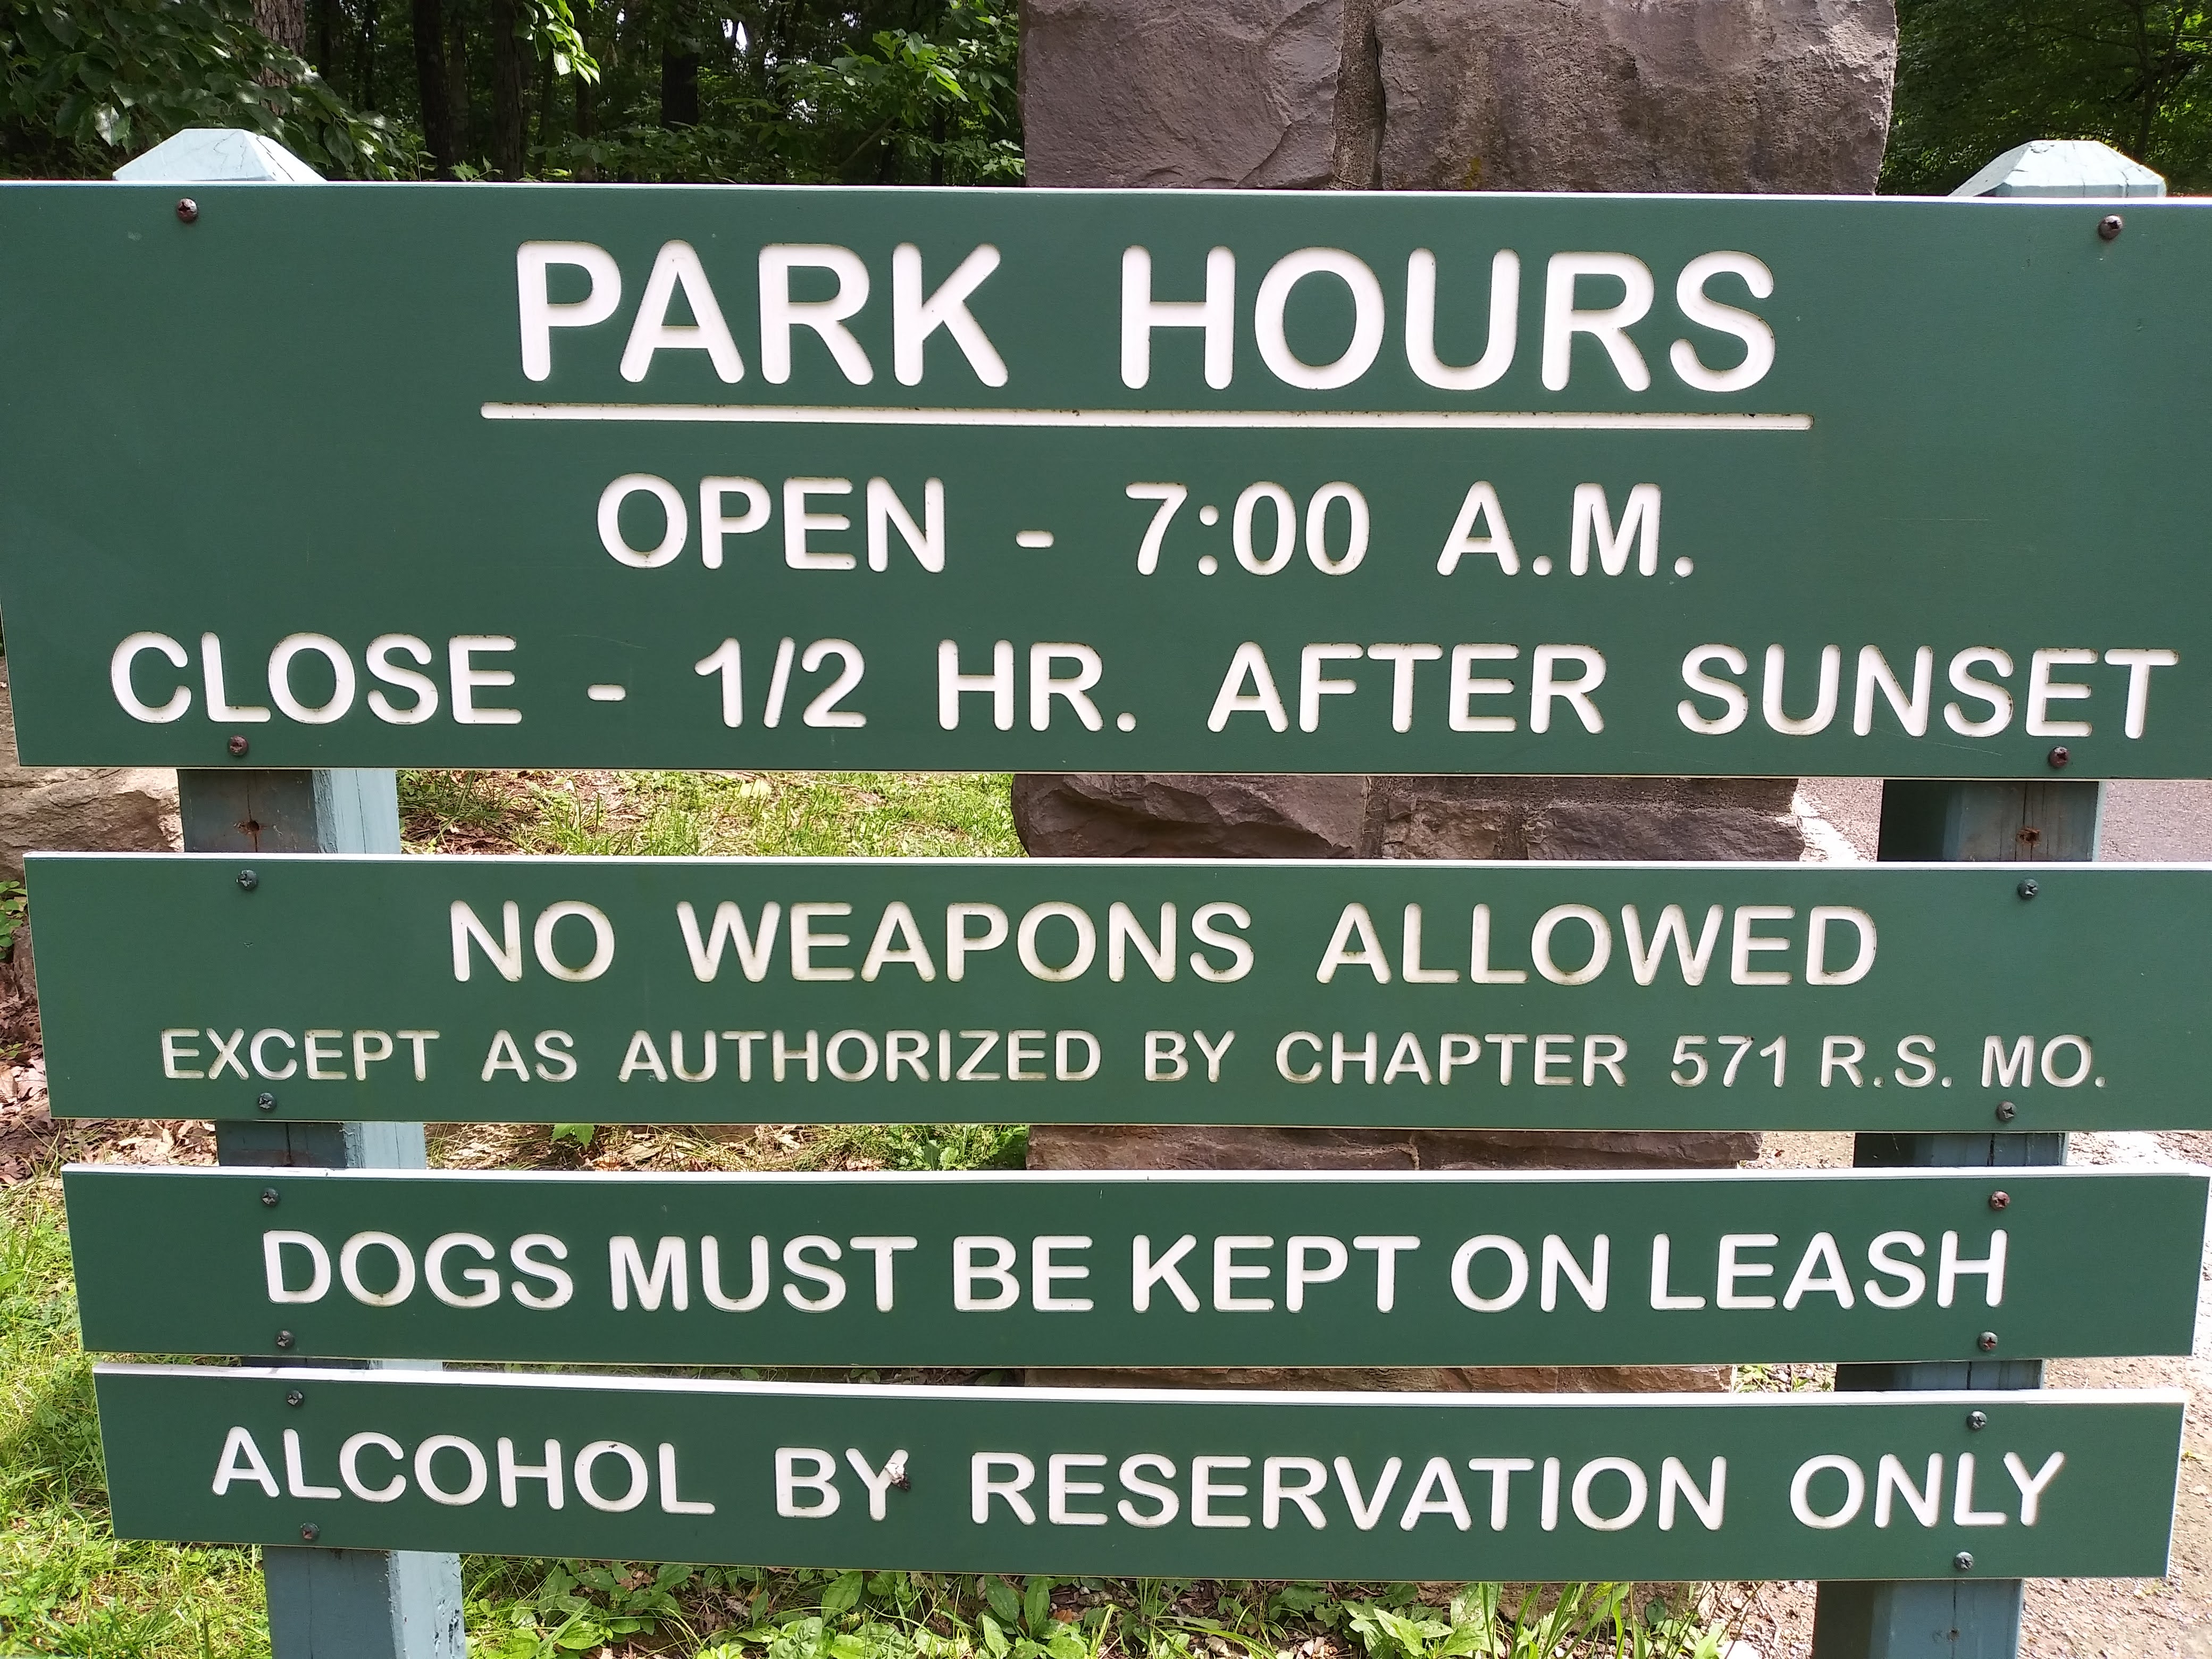 PARK HOURS
OPEN - 7:00 A.M.
CLOSE - 1/2 HR. AFTER SUNSET
NO WEAPONS ALLOWED
EXCEPT AS AUTHORIZED BY CHAPTER 571 R.S. MO.
DOGS MUST BE KEPT ON LEASH
ALCOHOL BY RESERVATION ONLY